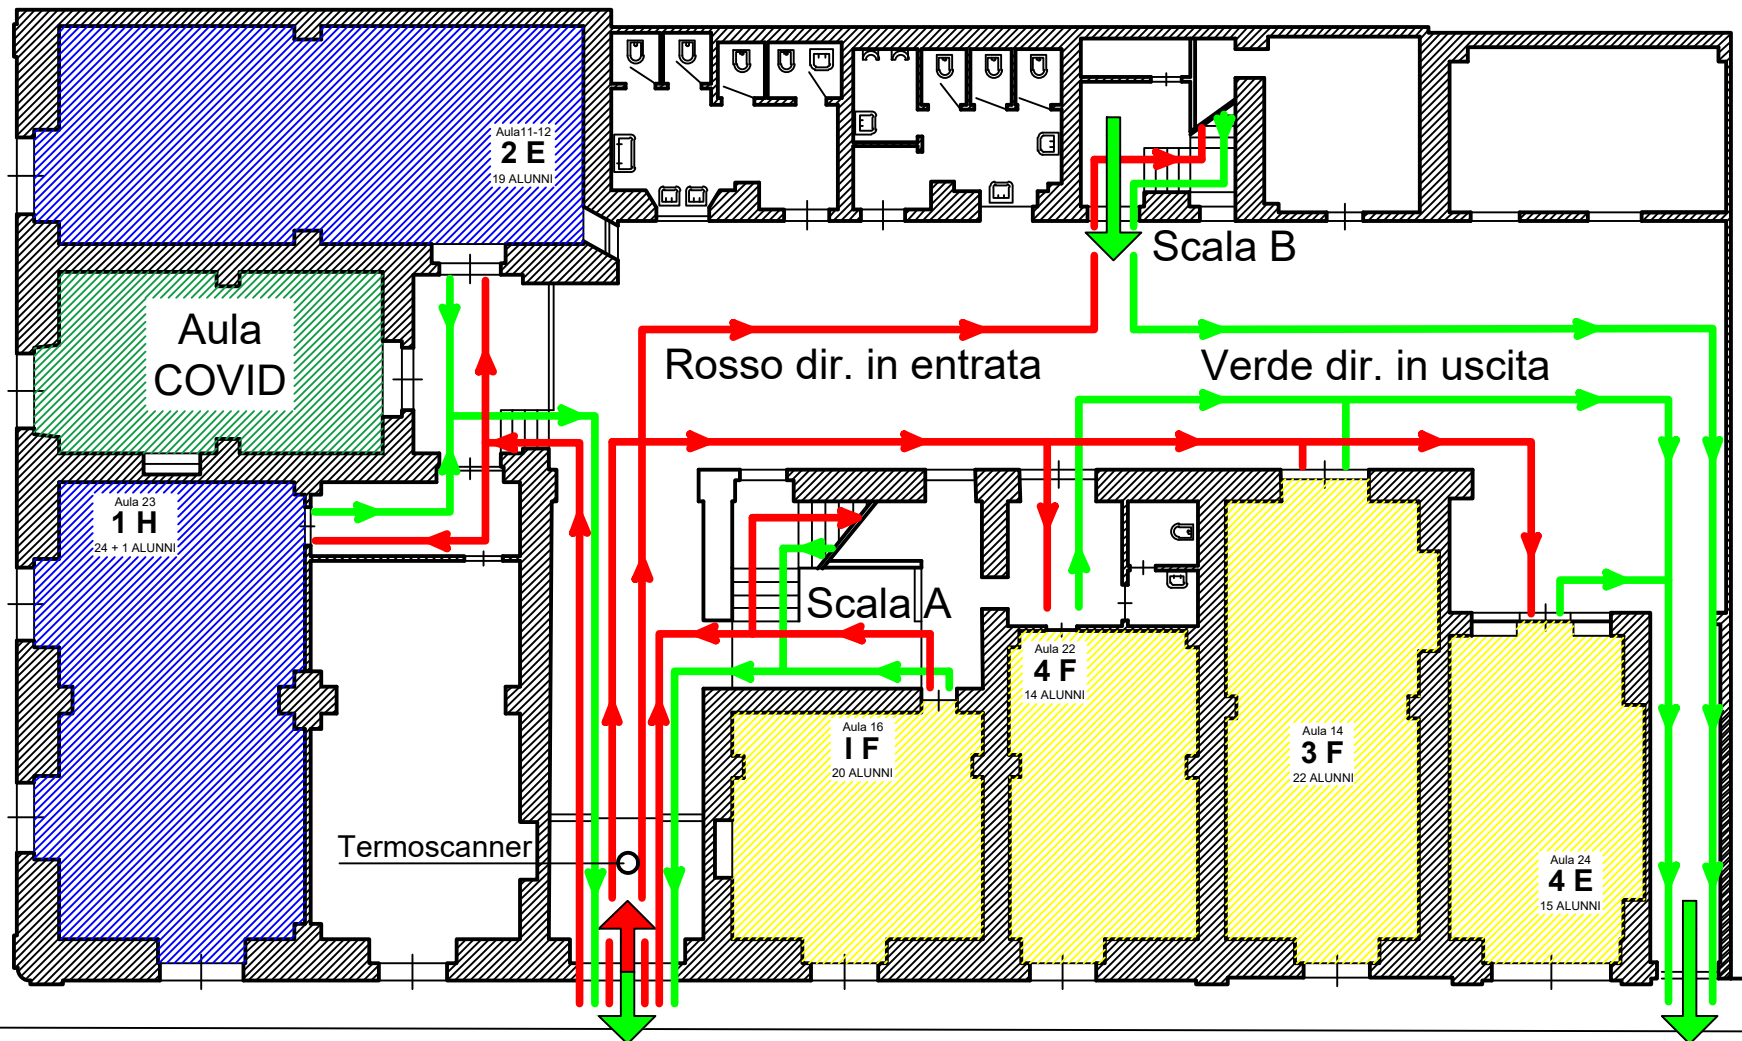 Aula11-12
2 E
19 ALUNNI
Scala B
Aula
COVID
Rosso dir. in entrata
Verde dir. in uscita
Aula 23
1 H
24 + 1 ALUNNI
Scala A
Aula 22
4 F
14 ALUNNI
Aula 16
I F
20 ALUNNI
Aula 14
3 F
22 ALUNNI
Termoscanner
Aula 24
4 E
15 ALUNNI